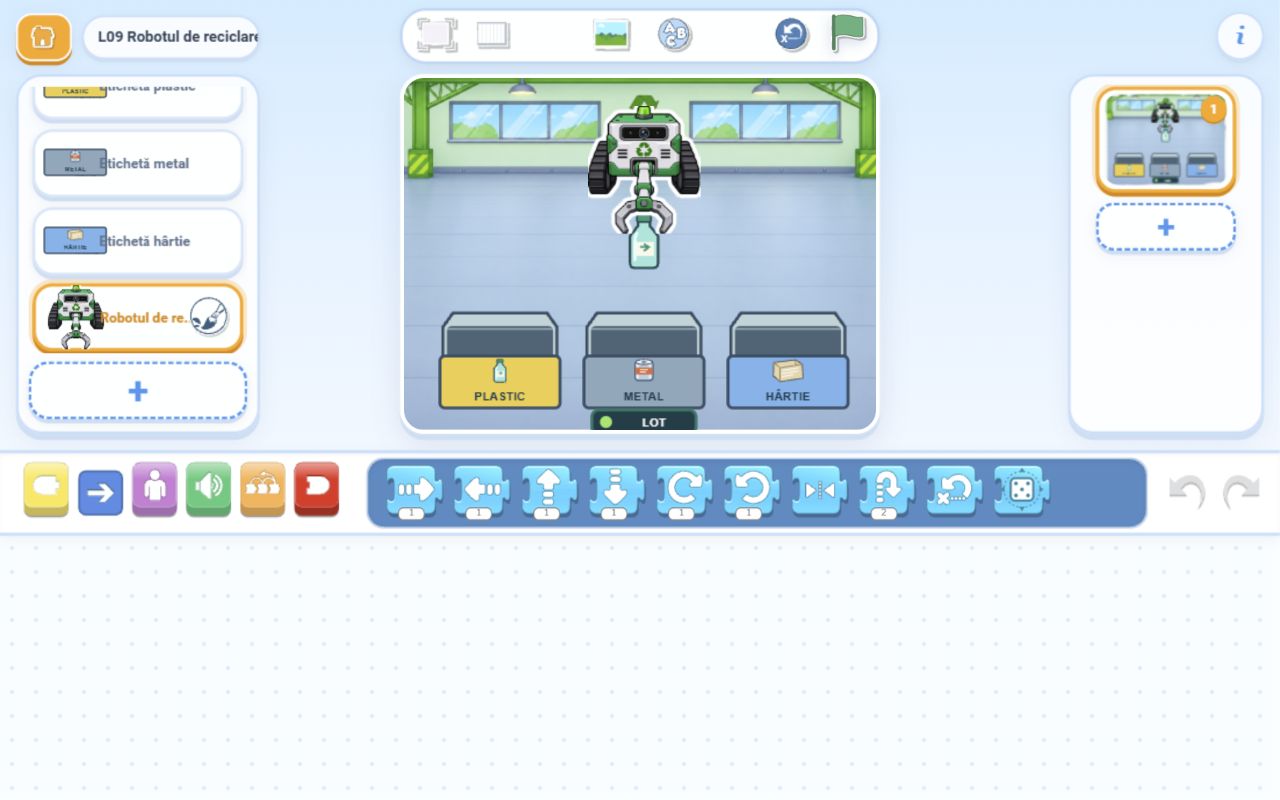 L09 Robotul de reciclare
PLASTIC
Etichetă plastic
METAL
Etichetă metal
HÂRTIE
Etichetă hârtie
Robotul de re...
ABC
i
1
PLASTIC
METAL
HÂRTIE
LOT
1
1
1
1
1
1
2
x